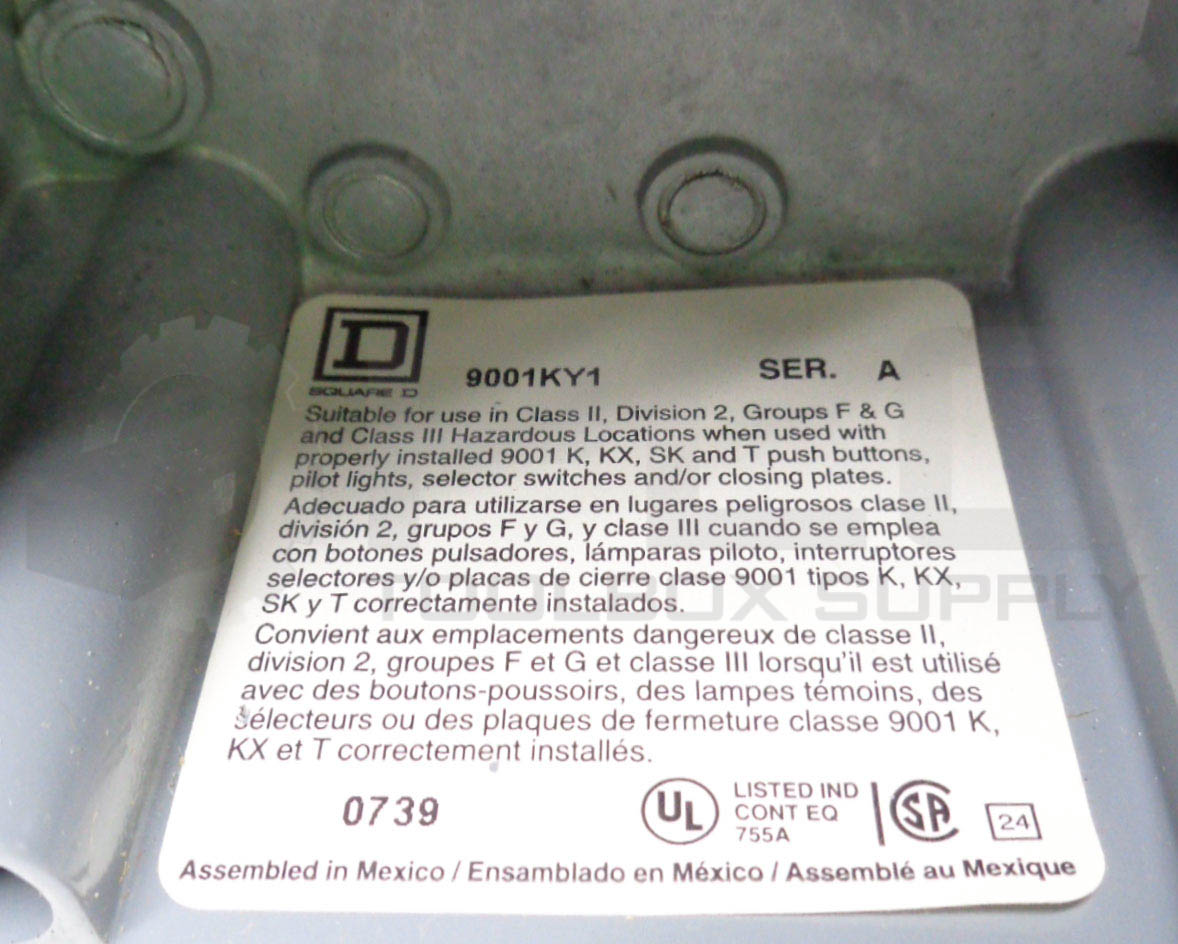 D
SQUARE D
9001KY1 SER. A
Suitable for use in Class II, Division 2, Groups F & G
and Class III Hazardous Locations when used with
properly installed 9001 K, KX, SK and T push buttons,
pilot lights, selector switches and/or closing plates.
Adecuado para utilizarse en lugares peligrosos clase II,
división 2, grupos F y G, y clase III cuando se emplea
con botones pulsadores, lámparas piloto, interruptores
selectores y/o placas de cierre clase 9001 tipos K, KX,
SK y T correctamente instalados.
Convient aux emplacements dangereux de classe II,
division 2, groupes F et G et classe III lorsqu'il est utilisé
avec des boutons-poussoirs, des lampes témoins, des
sélecteurs ou des plaques de fermeture classe 9001 K,
KX et T correctement installés.
0739
UL
LISTED IND
CONT EQ
755A
SA
24
Assembled in Mexico / Ensamblado en México / Assemblé au Mexique
TOOLBOX SUPPLY